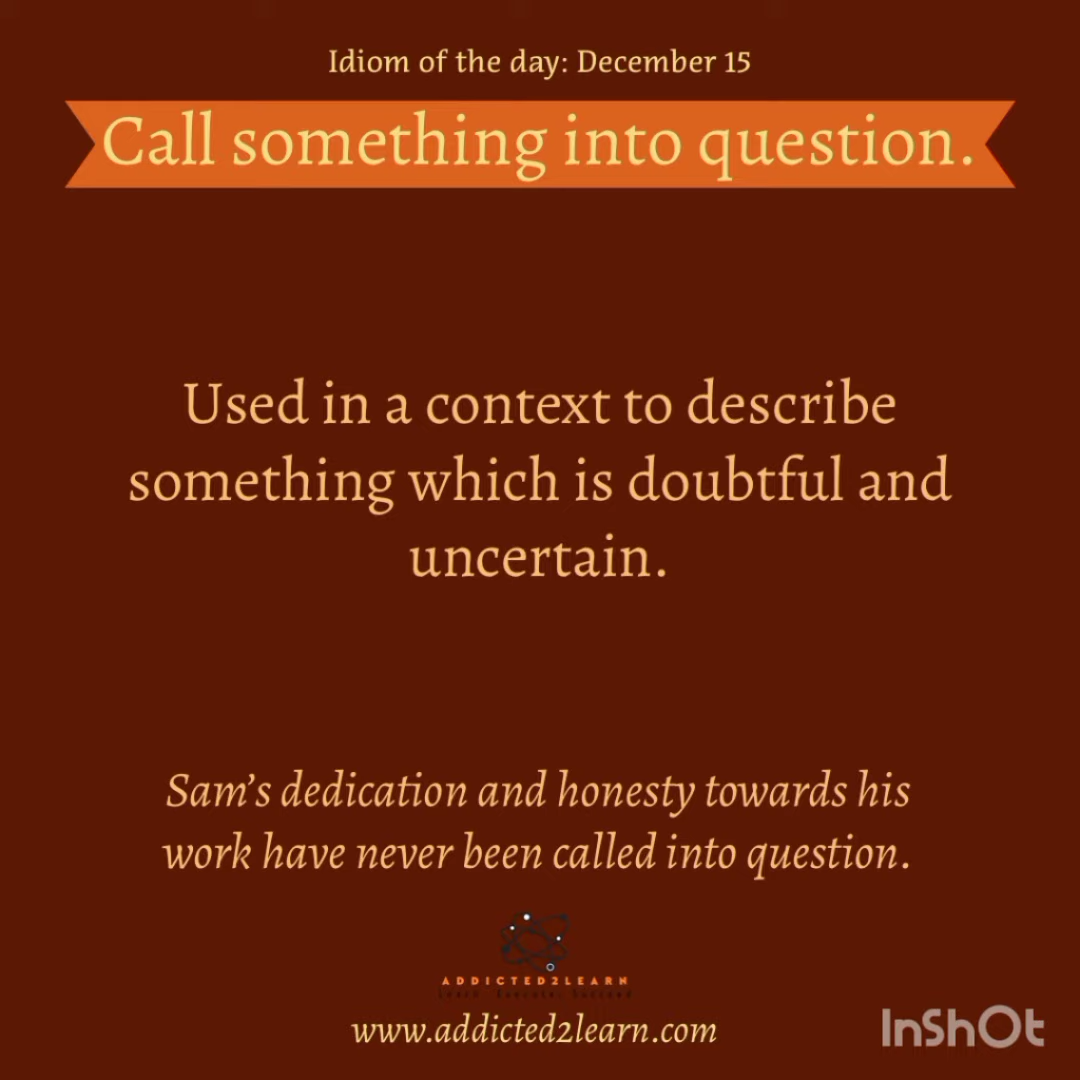 Idiom of the day: December 15
Call something into question.
Used in a context to describe
something which is doubtful and
uncertain.
Sam's dedication and honesty towards his
work have never been called into question.
ADDICTED2LEARN
www.addicted2learn.com
InShOt